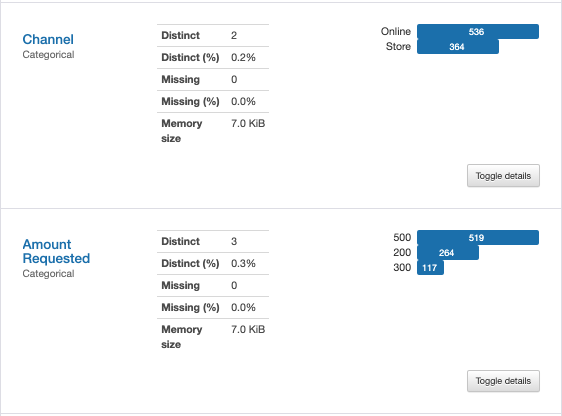 Channel
Categorical
Distinct 2
Distinct (%) 0.2%
Missing 0
Missing (%) 0.0%
Memory size 7.0 KiB
Online 536
Store 364
Toggle details
Amount
Requested
Categorical
Distinct 3
Distinct (%) 0.3%
Missing 0
Missing (%) 0.0%
Memory size 7.0 KiB
500 519
200 264
300 117
Toggle details